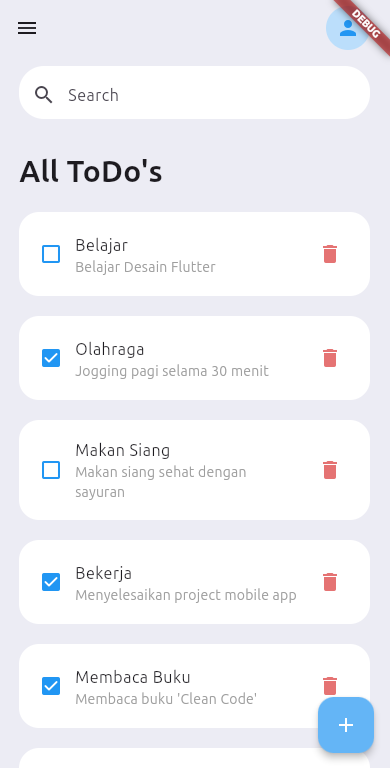 DEBUG
Search
All ToDo's
Belajar
Belajar Desain Flutter
Olahraga
Jogging pagi selama 30 menit
Makan Siang
Makan siang sehat dengan
sayuran
Bekerja
Menyelesaikan project mobile app
Membaca Buku
Membaca buku 'Clean Code'